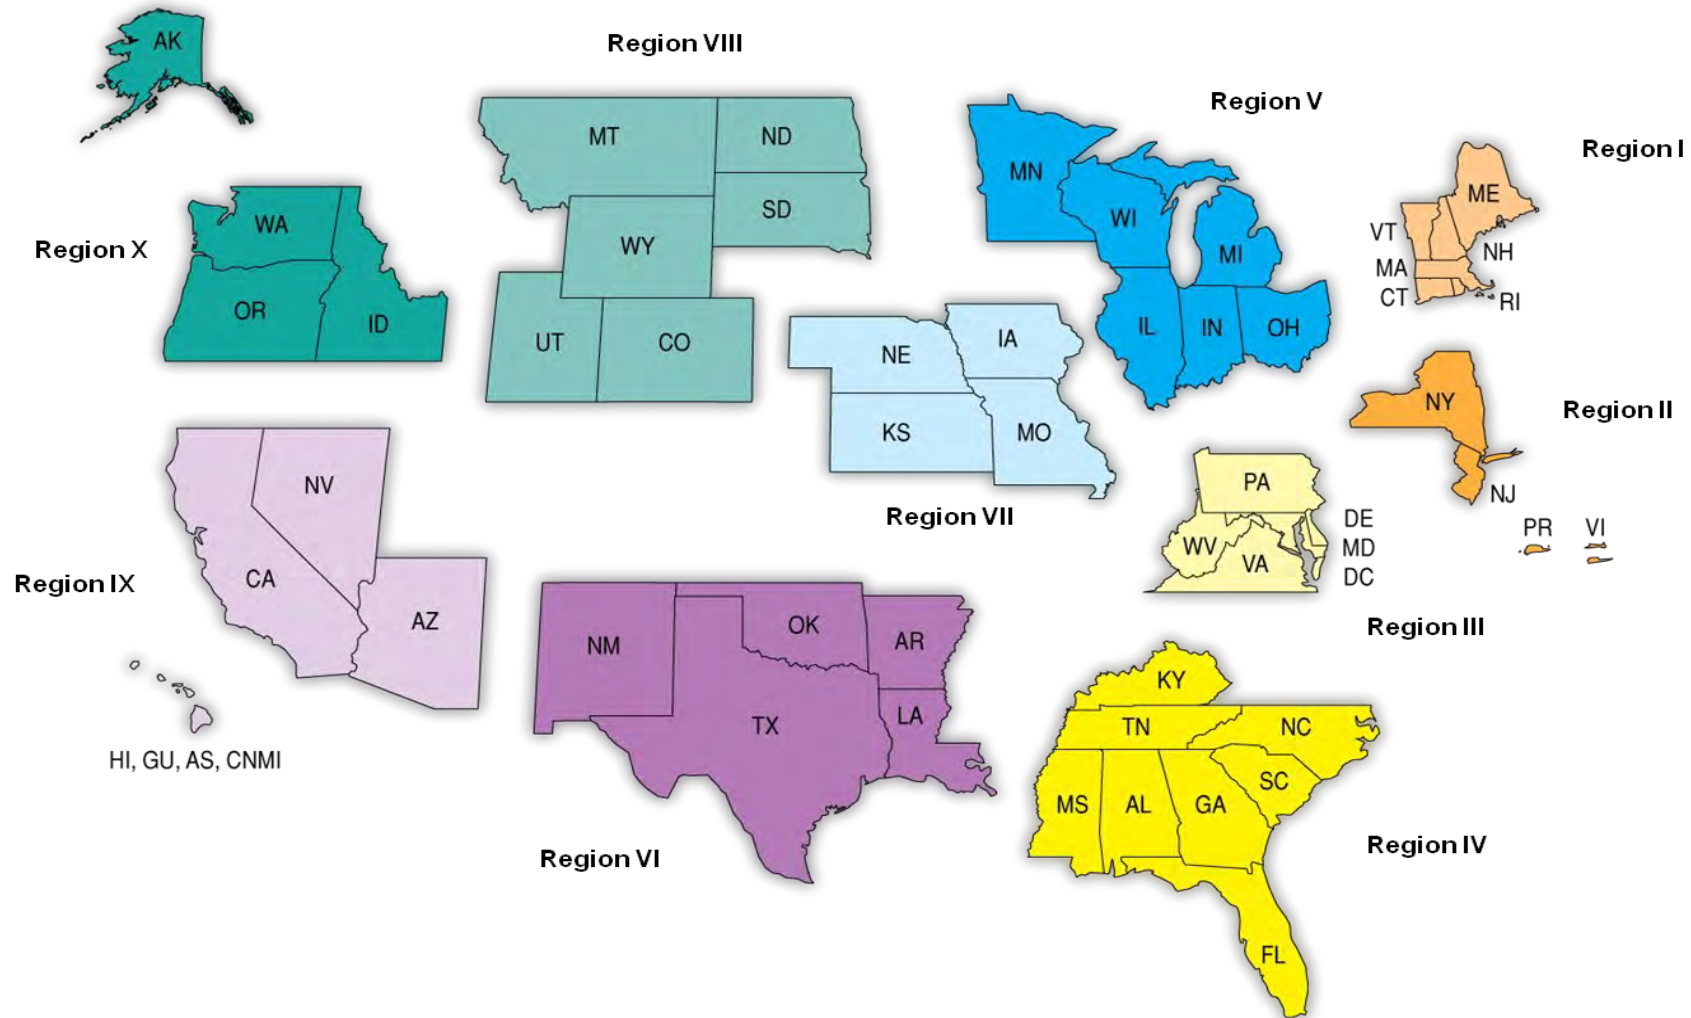 AK
Region VIII
Region V
Region I
MT
ND
MN
SD
WI
ME
VT
NH
MA
CT
RI
WA
Region X
OR
ID
WY
MI
UT
CO
NE
IA
IL
IN
OH
KS
MO
NY
Region II
NJ
PR
VI
Region VII
PA
DE
MD
DC
WV
VA
Region III
NV
CA
Region IX
AZ
HI, GU, AS, CNMI
NM
OK
AR
TX
LA
Region VI
KY
TN
NC
SC
MS
AL
GA
Region IV
FL